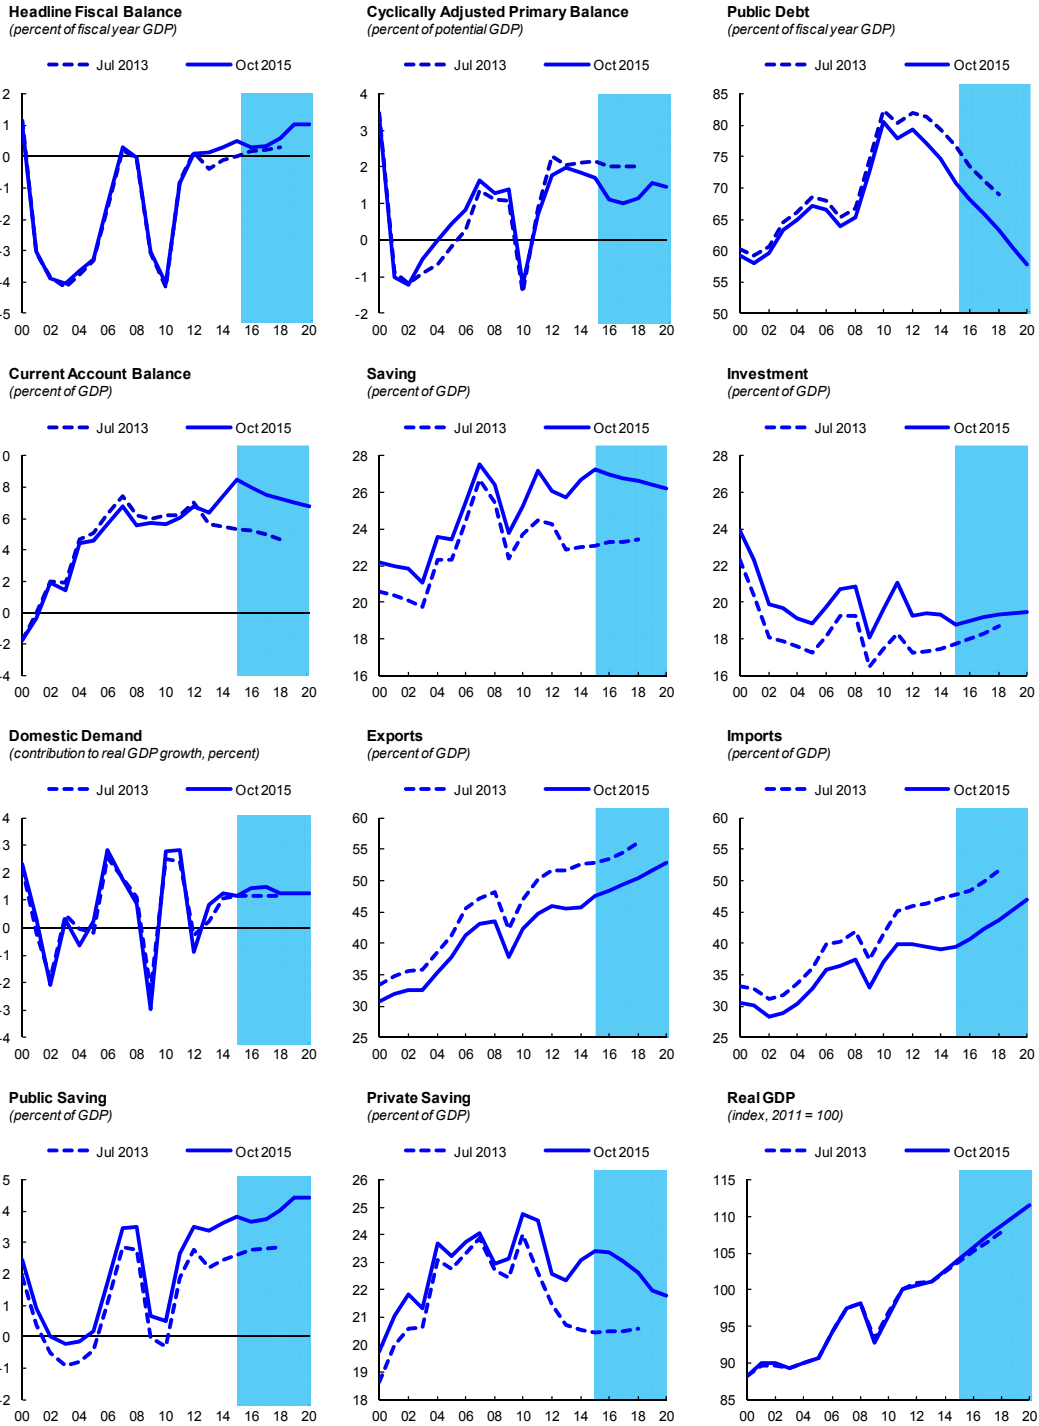 Headline Fiscal Balance Cyclically Adjusted Primary Balance Public Debt
(percent of fiscal year GDP) (percent of potential GDP) (percent of fiscal year GDP)
Jul 2013 Oct 2015 Jul 2013 Oct 2015 Jul 2013 Oct 2015
2 4 85
1 3 80
0 2 75
-1 1 70
-2 0 65
-3 -1 60
-4 -2 55
-5 50
00 02 04 06 08 10 12 14 16 18 20 00 02 04 06 08 10 12 14 16 18 20 00 02 04 06 08 10 12 14 16 18 20
Current Account Balance Saving Investment
(percent of GDP) (percent of GDP) (percent of GDP)
Jul 2013 Oct 2015 Jul 2013 Oct 2015 Jul 2013 Oct 2015
0 28 28
8 26 26
6 24 24
4 22 22
2 20 20
0 18 18
-2 16 16
-4
00 02 04 06 08 10 12 14 16 18 20 00 02 04 06 08 10 12 14 16 18 20 00 02 04 06 08 10 12 14 16 18 20
Domestic Demand Exports Imports
(contribution to real GDP growth, percent) (percent of GDP) (percent of GDP)
Jul 2013 Oct 2015 Jul 2013 Oct 2015 Jul 2013 Oct 2015
4 60 60
3 55 55
2 50 50
1 45 45
0 40 40
-1 35 35
-2 30 30
-3 25 25
-4
00 02 04 06 08 10 12 14 16 18 20 00 02 04 06 08 10 12 14 16 18 20 00 02 04 06 08 10 12 14 16 18 20
Public Saving Private Saving Real GDP
(percent of GDP) (percent of GDP) (index, 2011 = 100)
Jul 2013 Oct 2015 Jul 2013 Oct 2015 Jul 2013 Oct 2015
5 26 115
4 25 110
3 24 105
2 23 100
1 22 95
0 21 90
-1 20 85
-2 19
18
00 02 04 06 08 10 12 14 16 18 20 00 02 04 06 08 10 12 14 16 18 20 00 02 04 06 08 10 12 14 16 18 20